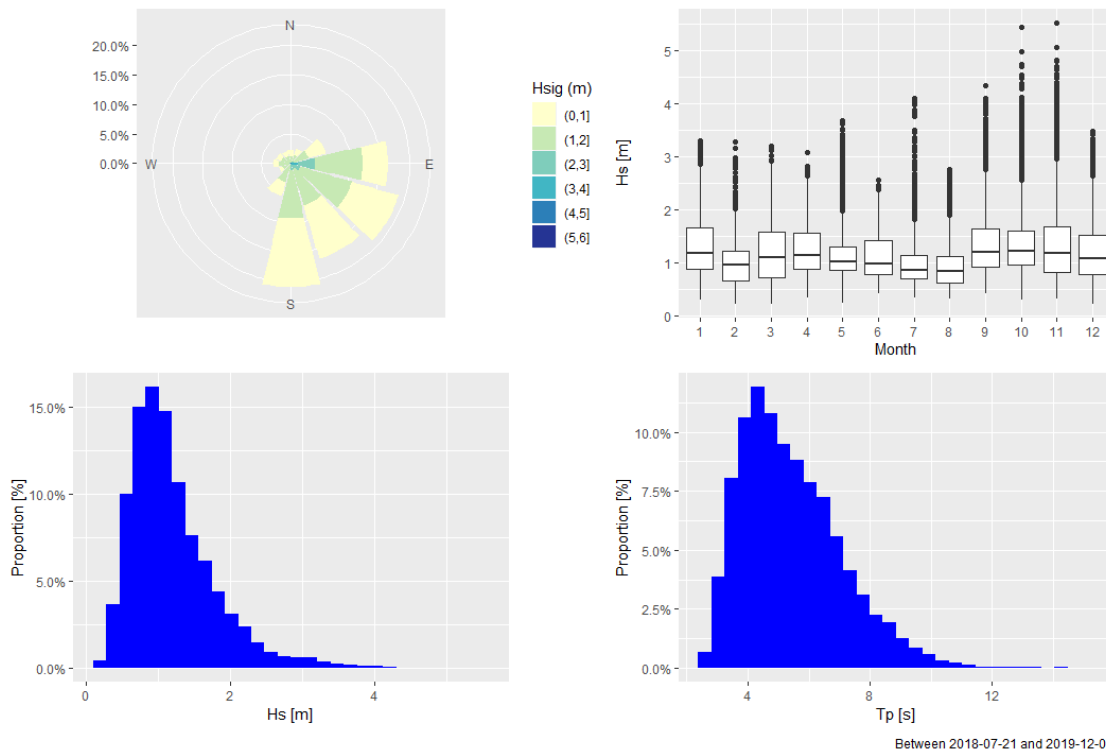 N
20.0%
15.0%
10.0%
5.0%
0.0%
W
E
S
Hsig (m)
(0,1]
(1,2]
(2,3]
(3,4]
(4,5]
(5,6]
Hs [m]
5
4
3
2
1
0
1 2 3 4 5 6 7 8 9 10 11 12
Month
Proportion [%]
15.0%
10.0%
5.0%
0.0%
0 2 4
Hs [m]
Proportion [%]
10.0%
7.5%
5.0%
2.5%
0.0%
4 8 12
Tp [s]
Between 2018-07-21 and 2019-12-0